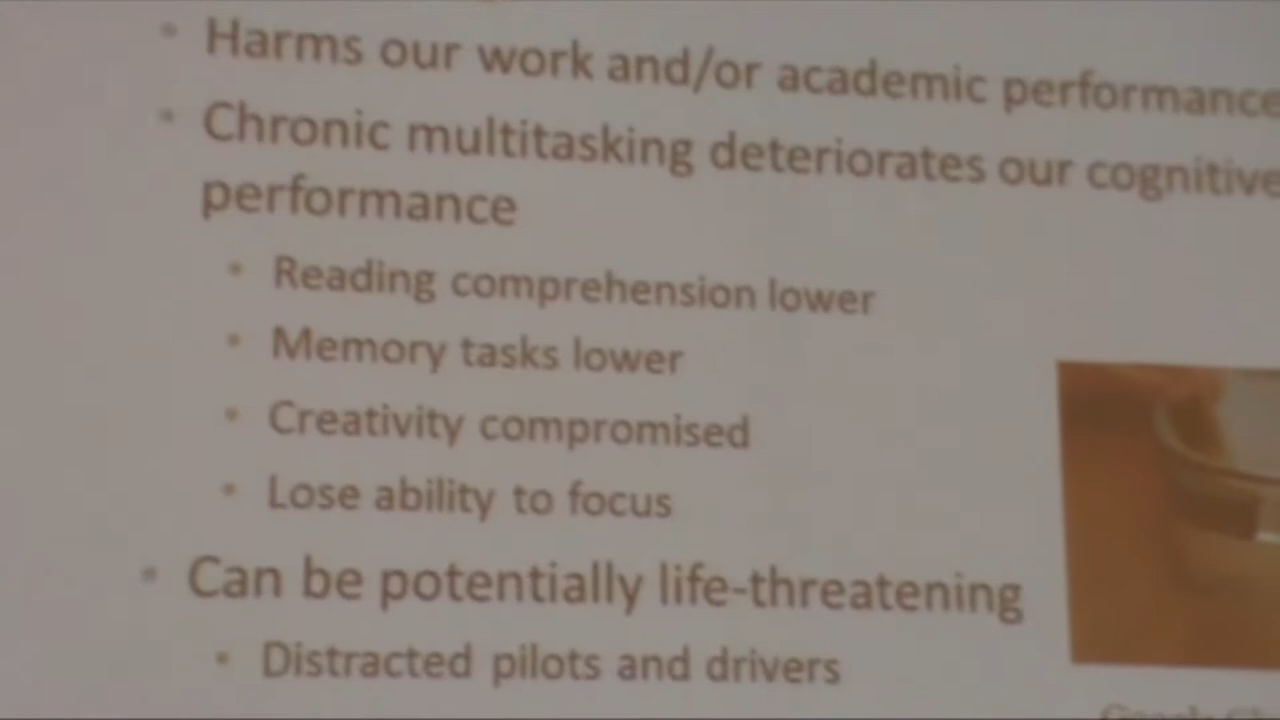 • Harms our work and/or academic performance
• Chronic multitasking deteriorates our cognitive
performance
• Reading comprehension lower
• Memory tasks lower
• Creativity compromised
• Lose ability to focus
• Can be potentially life-threatening
• Distracted pilots and drivers